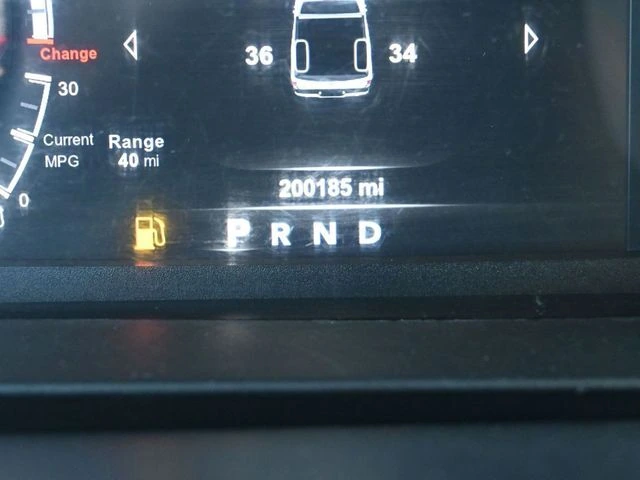 Change
36 34
30
Current MPG
Range
40 mi
0
200185 mi
P R N D